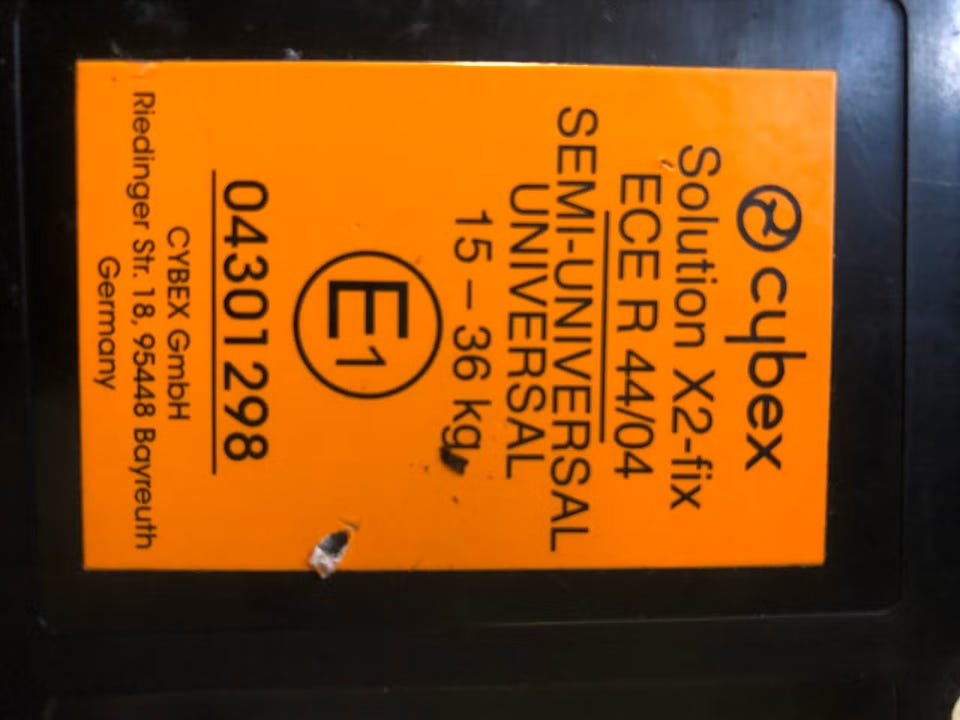 cybex
Solution X2-fix
ECE R 44/04
SEMI-UNIVERSAL
UNIVERSAL
15 – 36 kg
E1
04301298
CYBEX GmbH
Riedinger Str. 18, 95448 Bayreuth
Germany